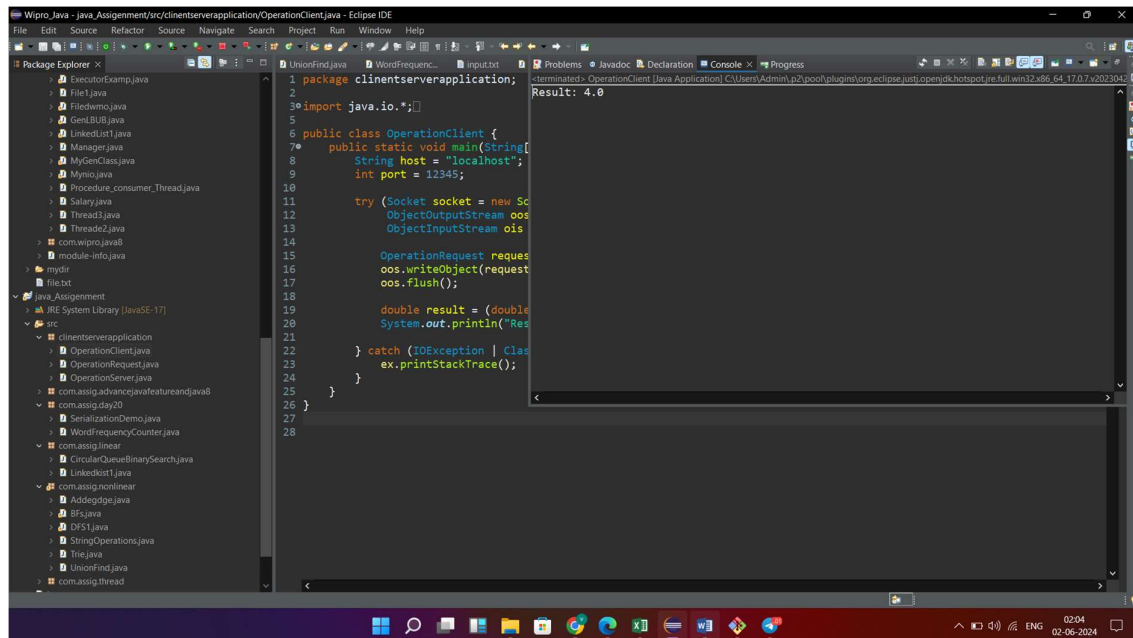 Wipro_Java - java_Assigenment/src/clinentserverapplication/OperationClient.java - Eclipse IDE
File Edit Source Refactor Source Navigate Search Project Run Window Help
Package Explorer
ExecutorExamp.java
File1.java
Filedwmo.java
GenLBUB.java
LinkedList1.java
Manager.java
MyGenClass.java
Mynio.java
Procedure_consumer_Thread.java
Salary.java
Thread3.java
Threade2.java
com.wipro.java8
module-info.java
mydir
file.txt
java_Assigenment
JRE System Library [JavaSE-17]
src
clinentserverapplication
OperationClient.java
OperationRequest.java
OperationServer.java
com.assig.advancejavafeatureandjava8
com.assig.day20
SerializationDemo.java
WordFrequencyCounter.java
com.assig.linear
CircularQueueBinarySearch.java
Linkedkist1.java
com.assig.nonlinear
Addegdge.java
BFs.java
DFS1.java
StringOperations.java
Trie.java
UnionFind.java
com.assig.thread
UnionFind.java WordFrequenc... input.txt
1 package clinentserverapplication;
2
3 import java.io.*;
5
6 public class OperationClient {
7 public static void main(String[
8 String host = "localhost";
9 int port = 12345;
10
11 try (Socket socket = new So
12 ObjectOutputStream oos
13 ObjectInputStream ois
14
15 OperationRequest reques
16 oos.writeObject(request
17 oos.flush();
18
19 double result = (double
20 System.out.println("Res
21
22 } catch (IOException | Clas
23 ex.printStackTrace();
24 }
25 }
26 }
27
28
Problems Javadoc Declaration Console Progress
<terminated> OperationClient [Java Application] C:\Users\Admin\.p2\pool\plugins\org.eclipse.justj.openjdk.hotspot.jre.full.win32.x86_64_17.0.7.v2023042
Result: 4.0
ENG
02:04
02-06-2024